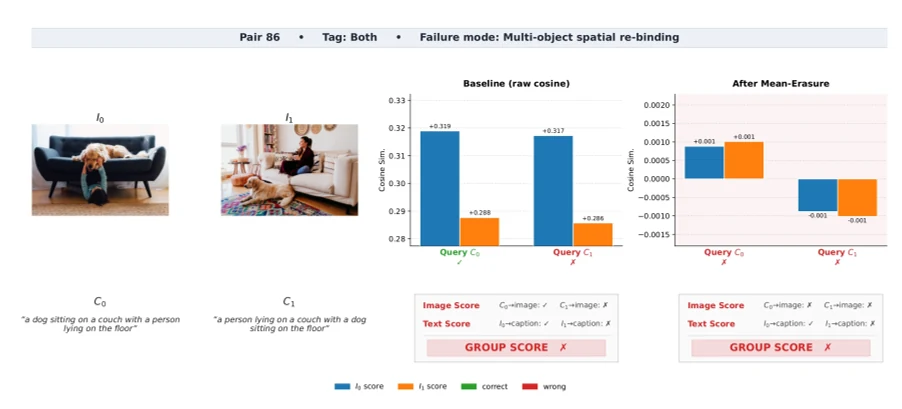 Pair 86 • Tag: Both • Failure mode: Multi-object spatial re-binding
I₀
I₁
C₀
"a dog sitting on a couch with a person
lying on the floor"
C₁
"a person lying on a couch with a dog
sitting on the floor"
Baseline (raw cosine)
Cosine Sim.
0.33
0.32
0.31
0.30
0.29
0.28
+0.319
+0.288
+0.317
+0.286
Query C₀
✓
Query C₁
✗
After Mean-Erasure
Cosine Sim.
0.0020
0.0015
0.0010
0.0005
0.0000
−0.0005
−0.0010
−0.0015
+0.001
+0.001
-0.001
-0.001
Query C₀
✗
Query C₁
✗
Image Score C₀→image: ✓ C₁→image: ✗
Text Score I₀→caption: ✓ I₁→caption: ✗
GROUP SCORE ✗
Image Score C₀→image: ✗ C₁→image: ✗
Text Score I₀→caption: ✓ I₁→caption: ✗
GROUP SCORE ✗
I₀ score I₁ score correct wrong